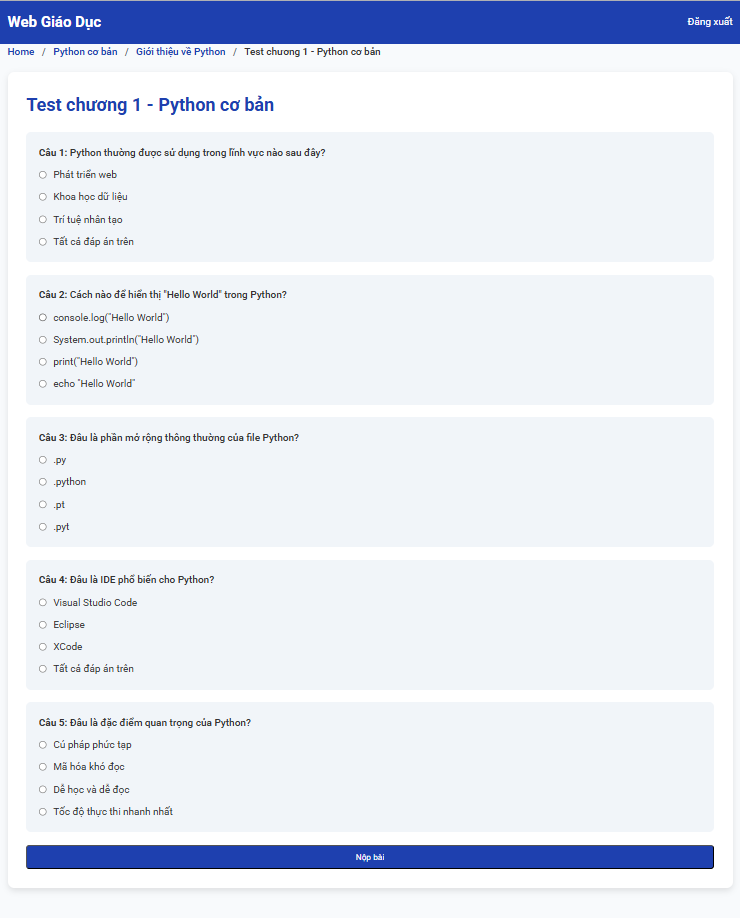 Web Giáo Dục
Đăng xuất
Home / Python cơ bản / Giới thiệu về Python / Test chương 1 - Python cơ bản
Test chương 1 - Python cơ bản
Câu 1: Python thường được sử dụng trong lĩnh vực nào sau đây?
Phát triển web
Khoa học dữ liệu
Trí tuệ nhân tạo
Tất cả đáp án trên
Câu 2: Cách nào để hiển thị "Hello World" trong Python?
console.log("Hello World")
System.out.println("Hello World")
print("Hello World")
echo "Hello World"
Câu 3: Đâu là phần mở rộng thông thường của file Python?
.py
.python
.pt
.pyt
Câu 4: Đâu là IDE phổ biến cho Python?
Visual Studio Code
Eclipse
XCode
Tất cả đáp án trên
Câu 5: Đâu là đặc điểm quan trọng của Python?
Cú pháp phức tạp
Mã hóa khó đọc
Dễ học và dễ đọc
Tốc độ thực thi nhanh nhất
Nộp bài